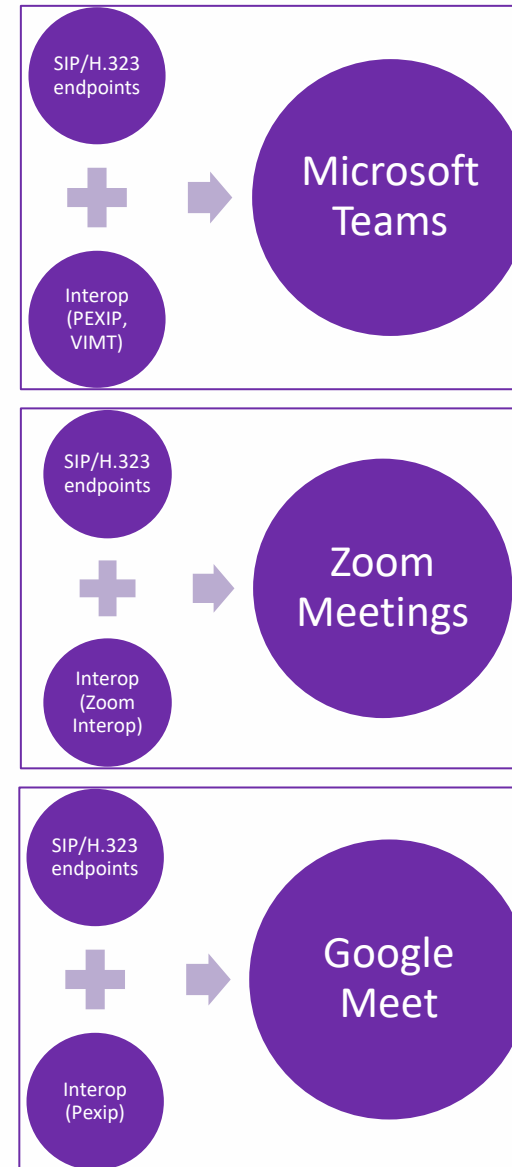 SIP/H.323
endpoints
Microsoft
Teams
Interop
(PEXIP,
VIMT)
SIP/H.323
endpoints
Zoom
Meetings
Interop
(Zoom
Interop)
SIP/H.323
endpoints
Google
Meet
Interop
(Pexip)